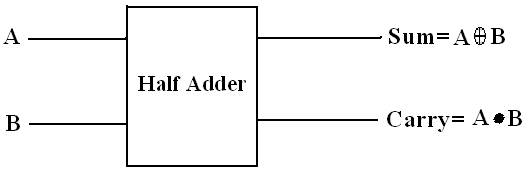 A
Sum= A⊕B
Half Adder
B
Carry= A●B